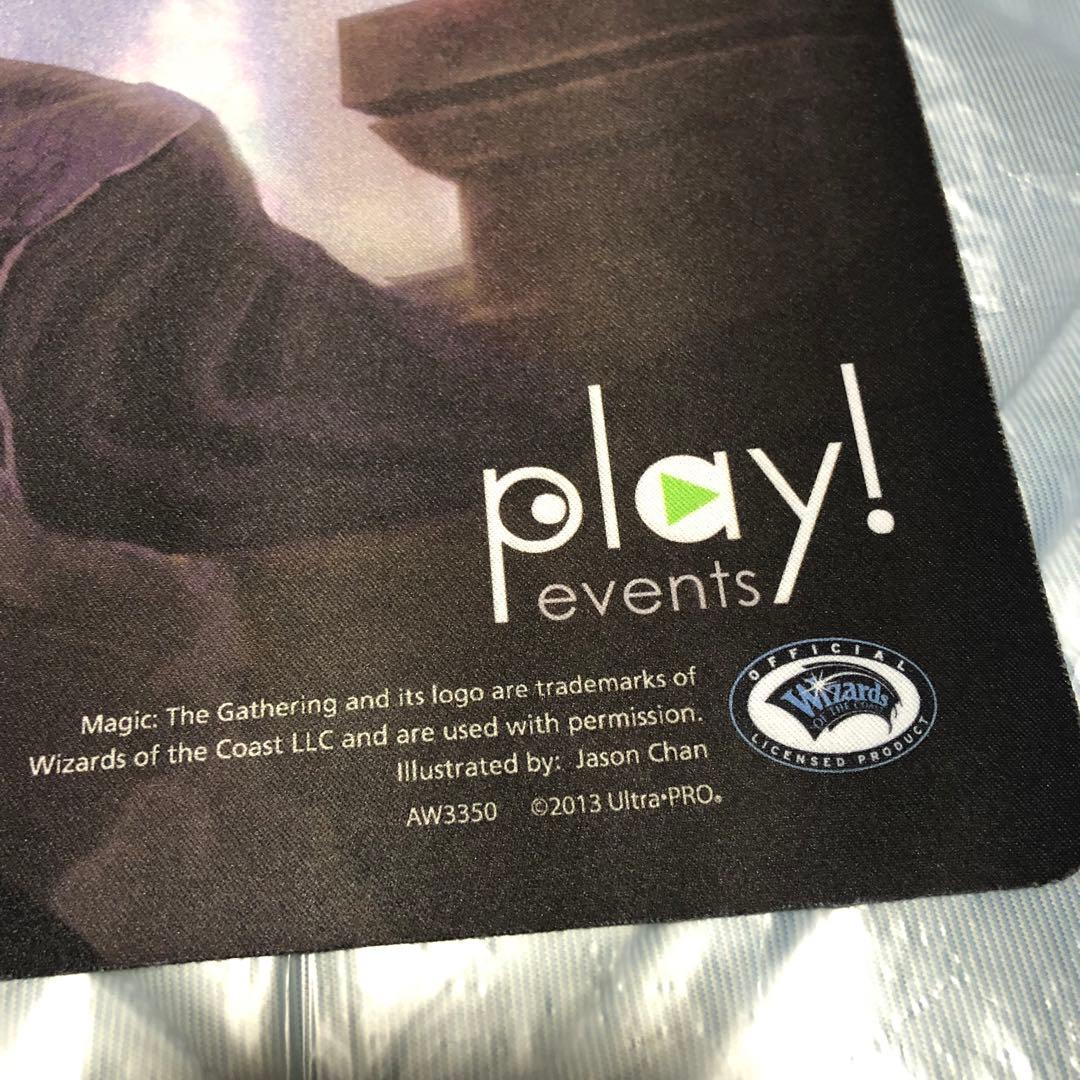 play!
events
OFFICIAL
Wizards
OF THE COAST
LICENSED PRODUCT
Magic: The Gathering and its logo are trademarks of
Wizards of the Coast LLC and are used with permission.
Illustrated by: Jason Chan
AW3350 ©2013 Ultra•PRO®